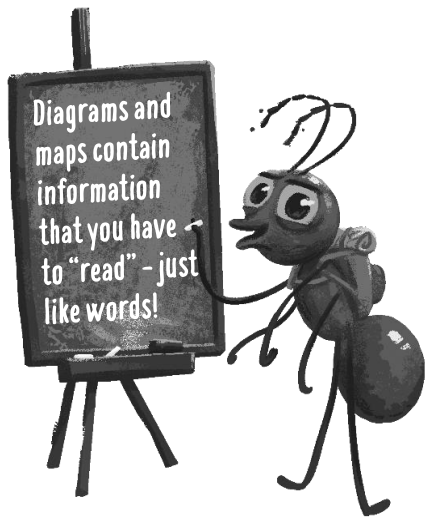 Diagrams and
maps contain
information
that you have
to “read” – just
like words!